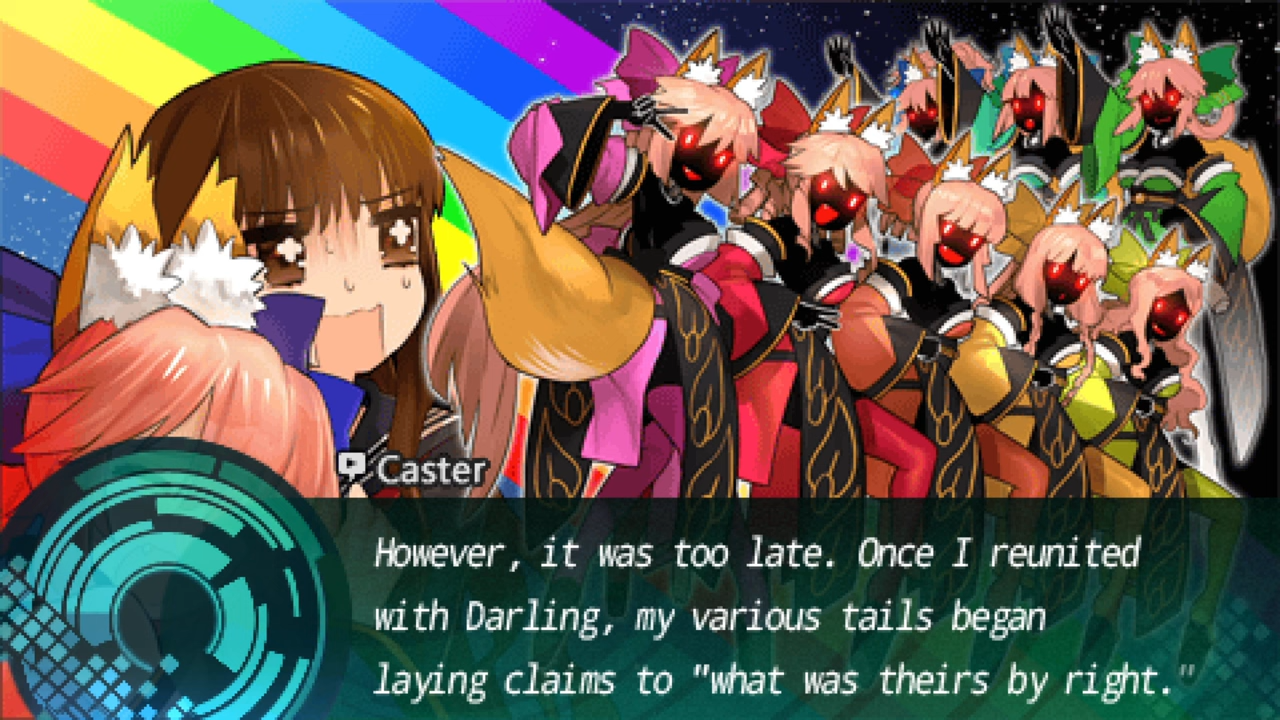 Caster
However, it was too late. Once I reunited
with Darling, my various tails began
laying claims to "what was theirs by right."